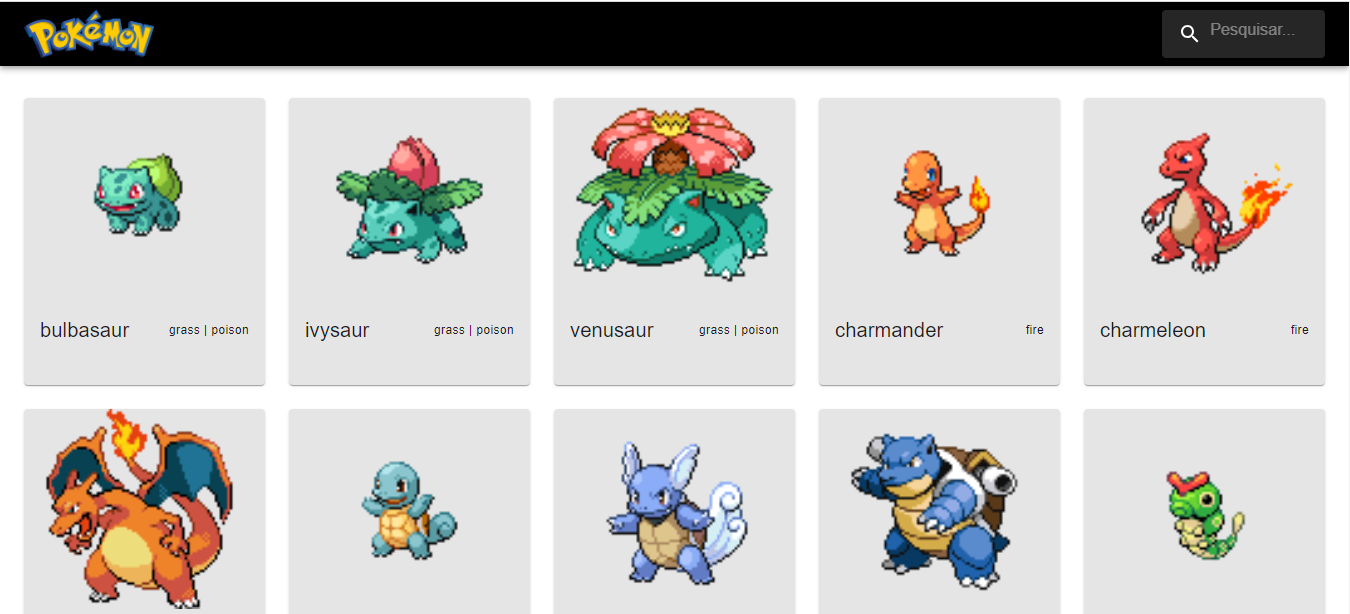 POKéMON
Pesquisar...
bulbasaur grass | poison
ivysaur grass | poison
venusaur grass | poison
charmander fire
charmeleon fire